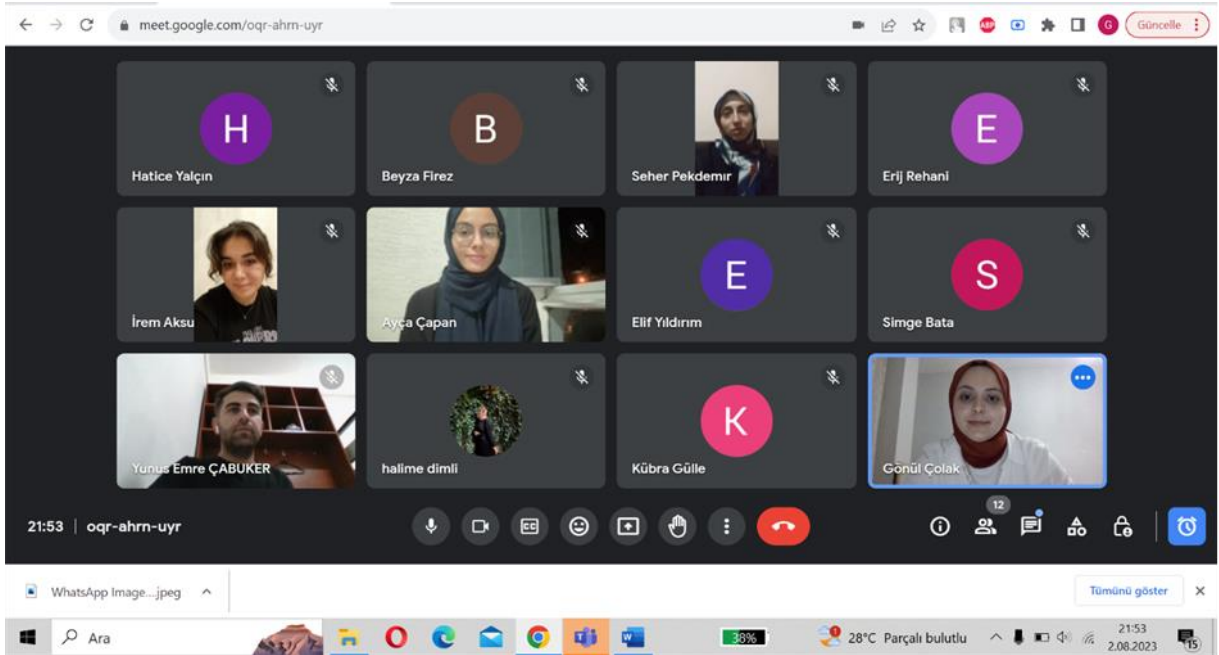 meet.google.com/oqr-ahrn-uyr
ABP
G
Güncelle
H
Hatice Yalçın
B
Beyza Firez
Seher Pekdemir
E
Erij Rehani
İrem Aksu
Ayça Çapan
E
Elif Yıldırım
S
Simge Bata
Yunus Emre ÇABUKER
halime dimli
K
Kübra Gülle
Gönül Çolak
21:53 | oqr-ahrn-uyr
CC
12
WhatsApp Image...jpeg
Tümünü göster
Ara
38%
28°C Parçalı bulutlu
21:53
2.08.2023
15